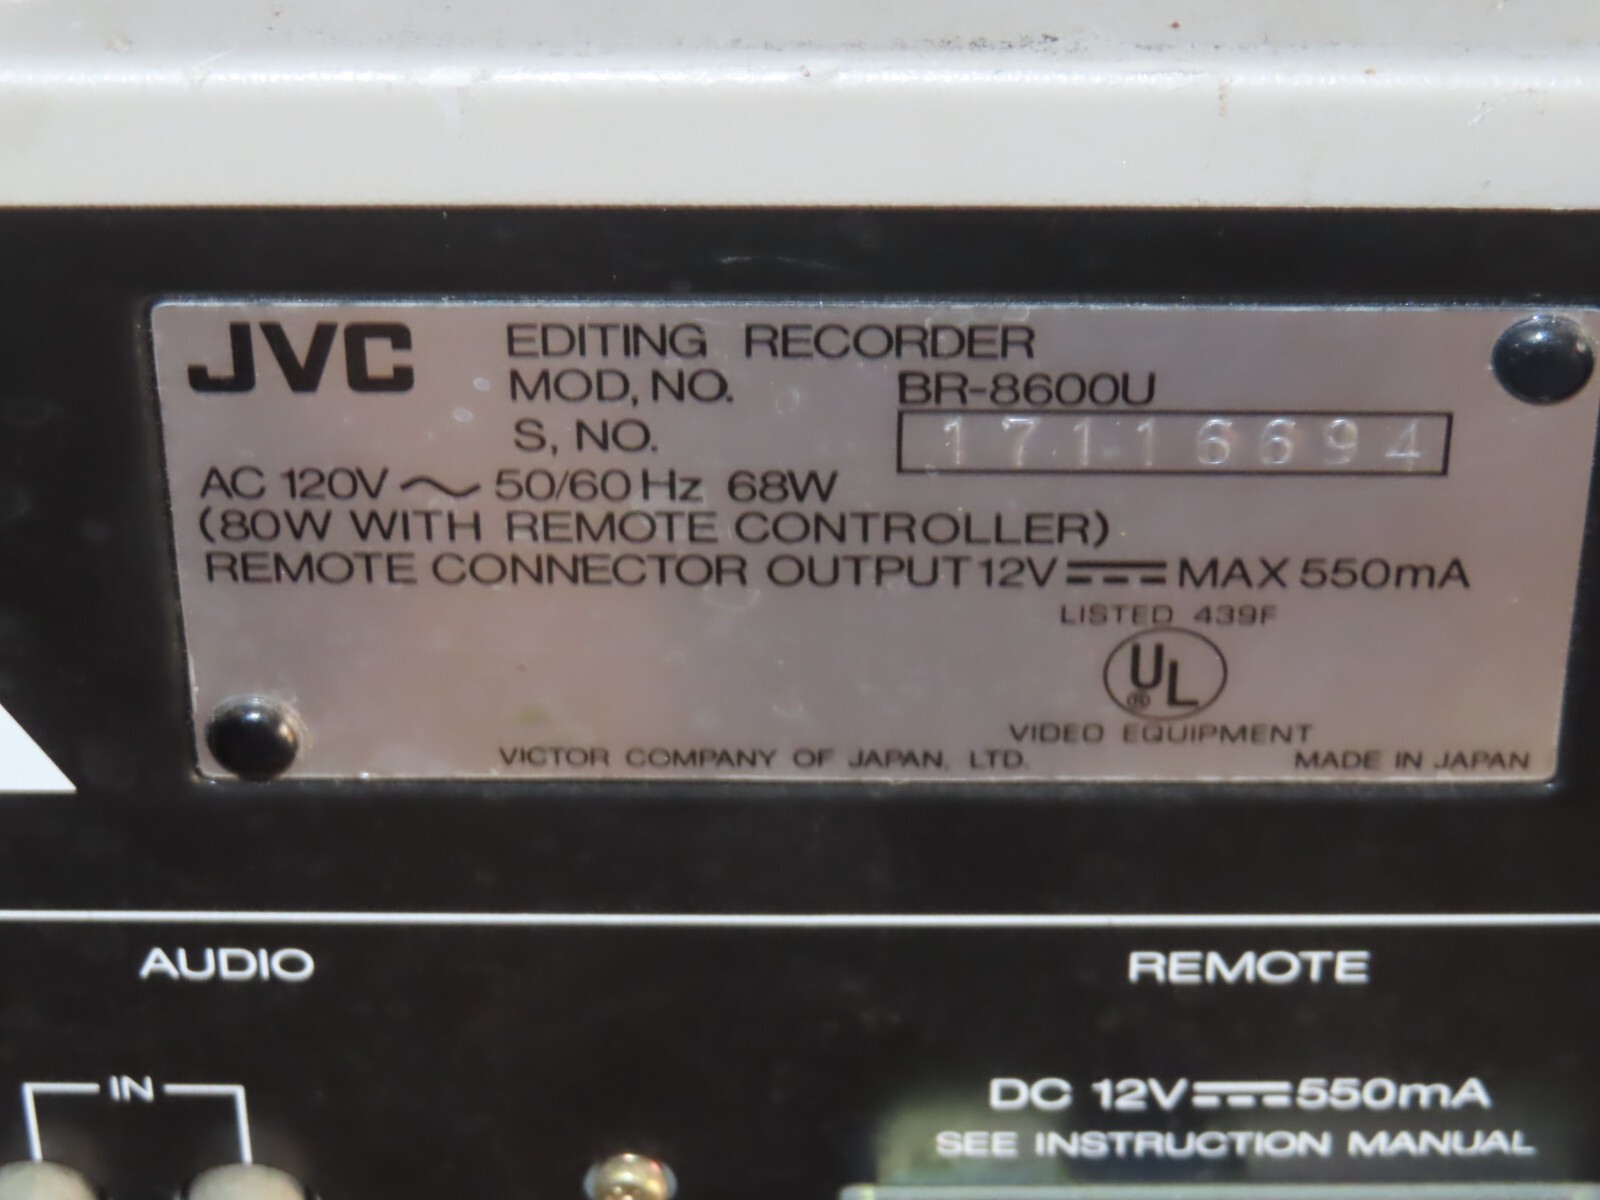 JVC EDITING RECORDER
MOD, NO. BR-8600U
S, NO. 171-16694
AC 120V ～ 50/60 Hz 68W
(80W WITH REMOTE CONTROLLER)
REMOTE CONNECTOR OUTPUT 12V ⎓ MAX 550mA
LISTED 439F
UL ®
VIDEO EQUIPMENT
VICTOR COMPANY OF JAPAN, LTD. MADE IN JAPAN
AUDIO REMOTE
IN
DC 12V ⎓ 550mA
SEE INSTRUCTION MANUAL